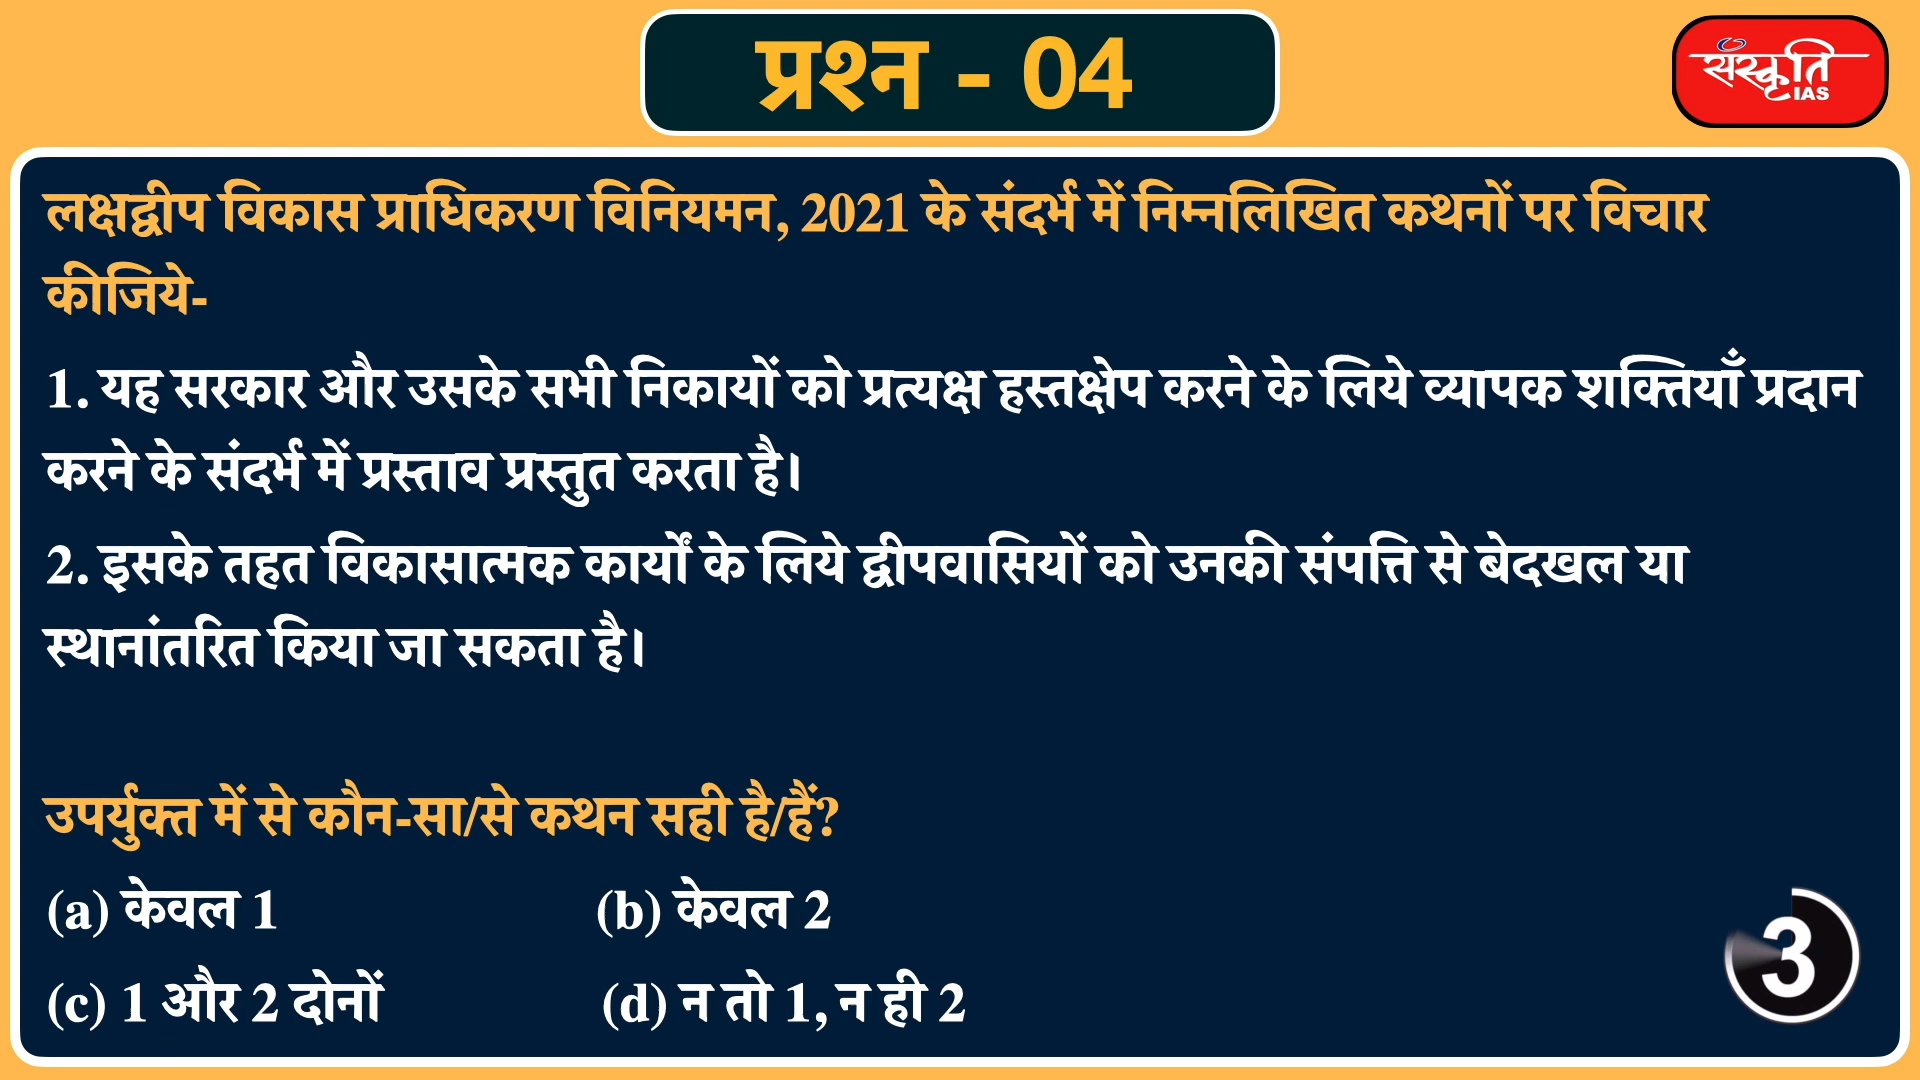 प्रश्न - 04
संस्कृति
IAS
लक्षद्वीप विकास प्राधिकरण विनियमन, 2021 के संदर्भ में निम्नलिखित कथनों पर विचार
कीजिये-
1. यह सरकार और उसके सभी निकायों को प्रत्यक्ष हस्तक्षेप करने के लिये व्यापक शक्तियाँ प्रदान
करने के संदर्भ में प्रस्ताव प्रस्तुत करता है।
2. इसके तहत विकासात्मक कार्यों के लिये द्वीपवासियों को उनकी संपत्ति से बेदखल या
स्थानांतरित किया जा सकता है।
उपर्युक्त में से कौन-सा/से कथन सही है/हैं?
(a) केवल 1 (b) केवल 2
(c) 1 और 2 दोनों (d) न तो 1, न ही 2
3